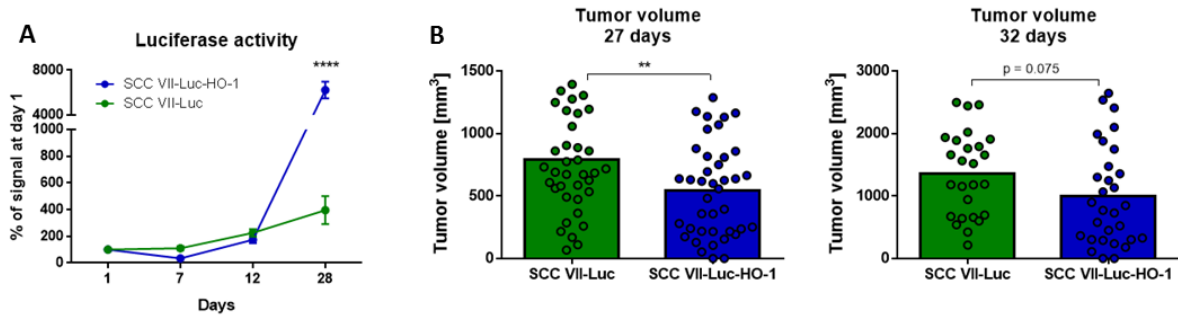 A
Luciferase activity
% of signal at day 1
8000
6000
4000
1000
800
600
400
200
0
SCC VII-Luc-HO-1
SCC VII-Luc
****
1
7
12
28
Days
B
Tumor volume
27 days
Tumor volume [mm³]
1500
1000
500
0
**
SCC VII-Luc
SCC VII-Luc-HO-1
Tumor volume
32 days
Tumor volume [mm³]
3000
2000
1000
0
p = 0.075
SCC VII-Luc
SCC VII-Luc-HO-1